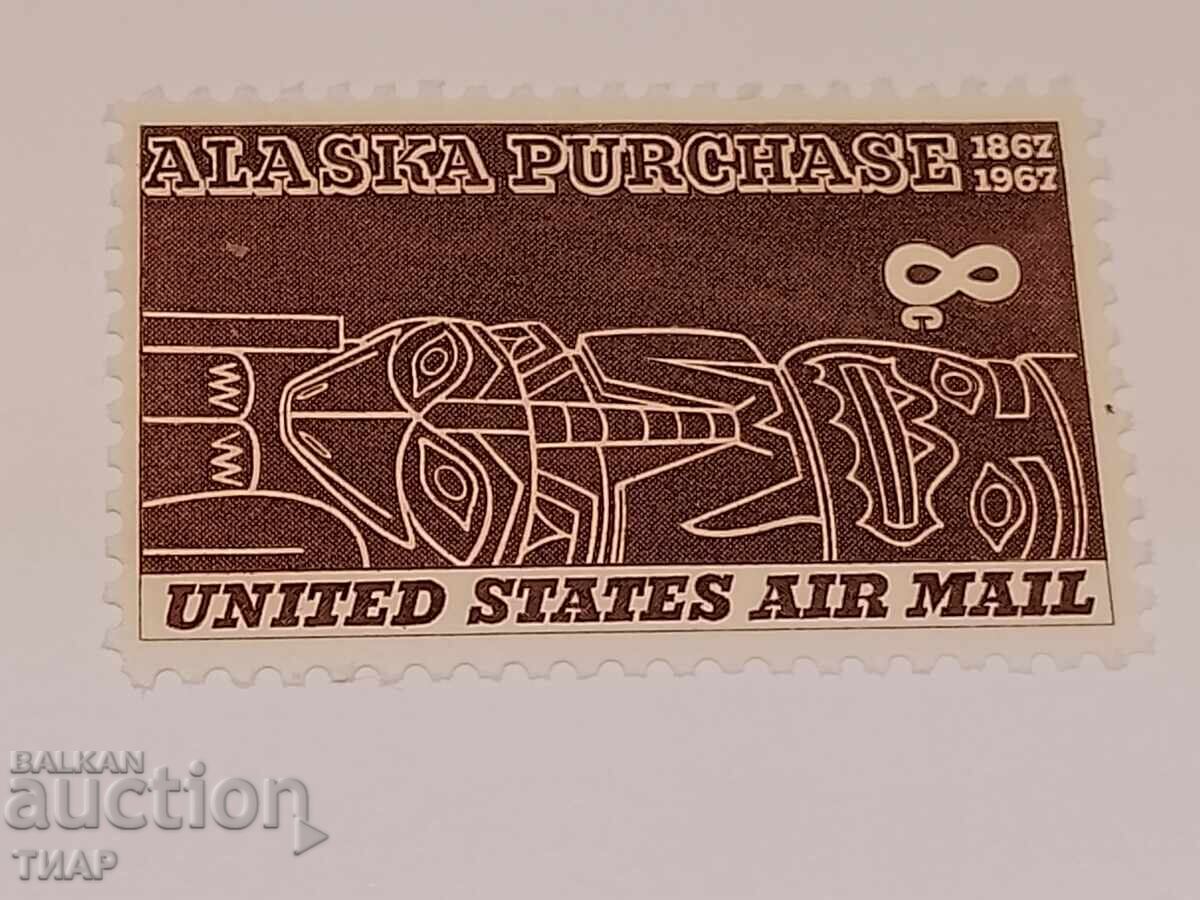 ALASKA PURCHASE 1867
1967
8
c
UNITED STATES AIR MAIL
BALKAN
auction
ТИАР